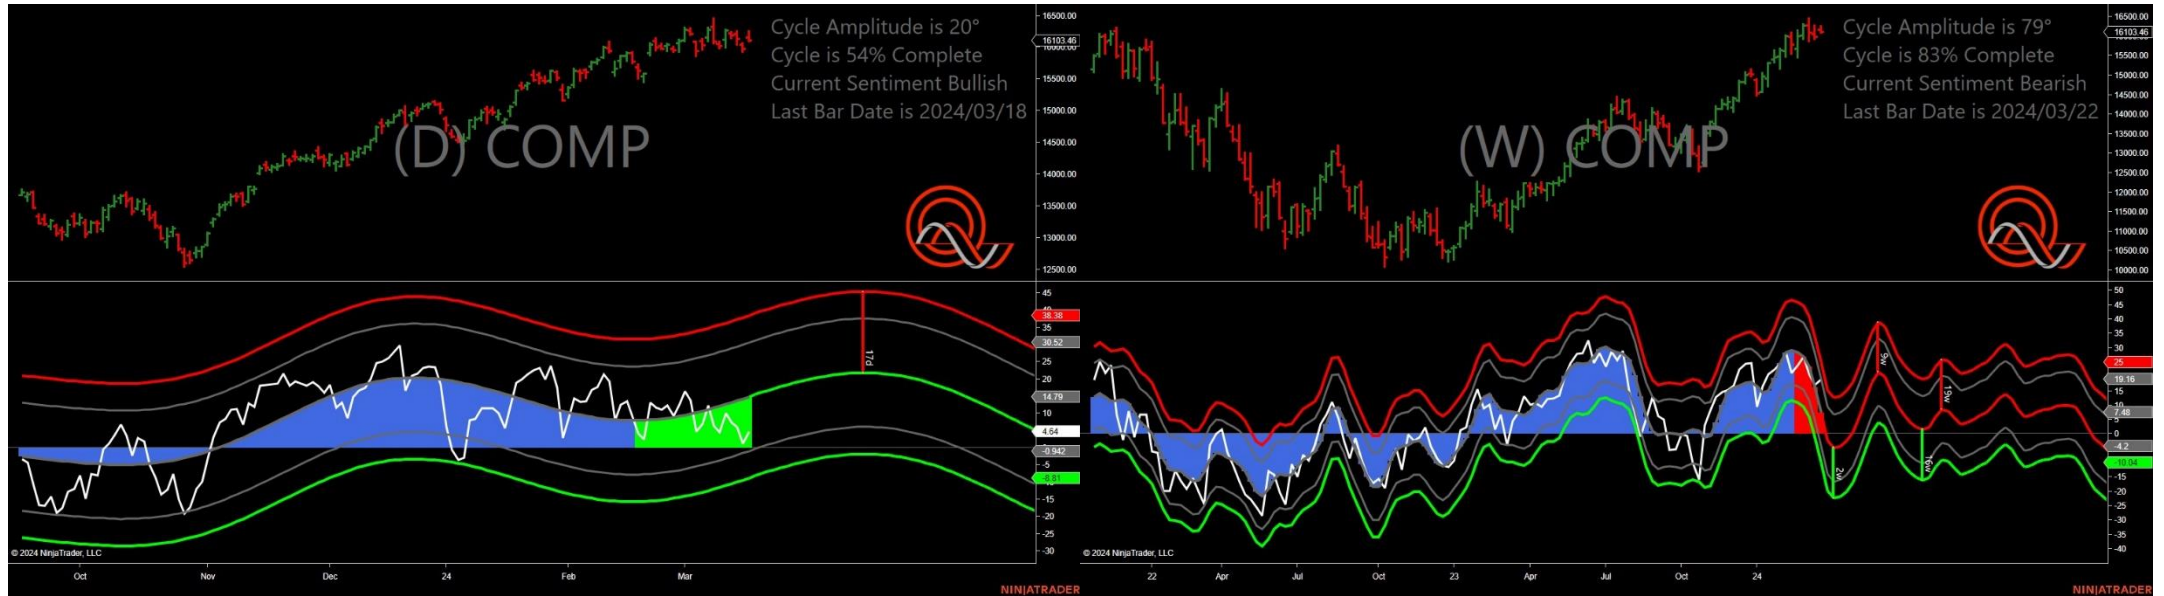 Cycle Amplitude is 20°
Cycle is 54% Complete
Current Sentiment Bullish
Last Bar Date is 2024/03/18
(D) COMP
16500.00
16103.46
15500.00
15000.00
14500.00
14000.00
13500.00
13000.00
12500.00
45
38.38
35
30.52
25
20
14.79
10
4.64
-0.942
-5
-8.81
-15
-20
-25
-30
17d
© 2024 NinjaTrader, LLC
Oct
Nov
Dec
24
Feb
Mar
NINJATRADER
Cycle Amplitude is 79°
Cycle is 83% Complete
Current Sentiment Bearish
Last Bar Date is 2024/03/22
(W) COMP
16500.00
16103.46
15500.00
15000.00
14500.00
14000.00
13500.00
13000.00
12500.00
12000.00
11500.00
11000.00
10500.00
10000.00
50
45
40
35
30
25
19.16
15
7.48
5
0
-4.2
-10.04
-15
-20
-25
-30
-35
-40
2w
9w
16w
19w
© 2024 NinjaTrader, LLC
22
Apr
Jul
Oct
23
Apr
Jul
Oct
24
NINJATRADER